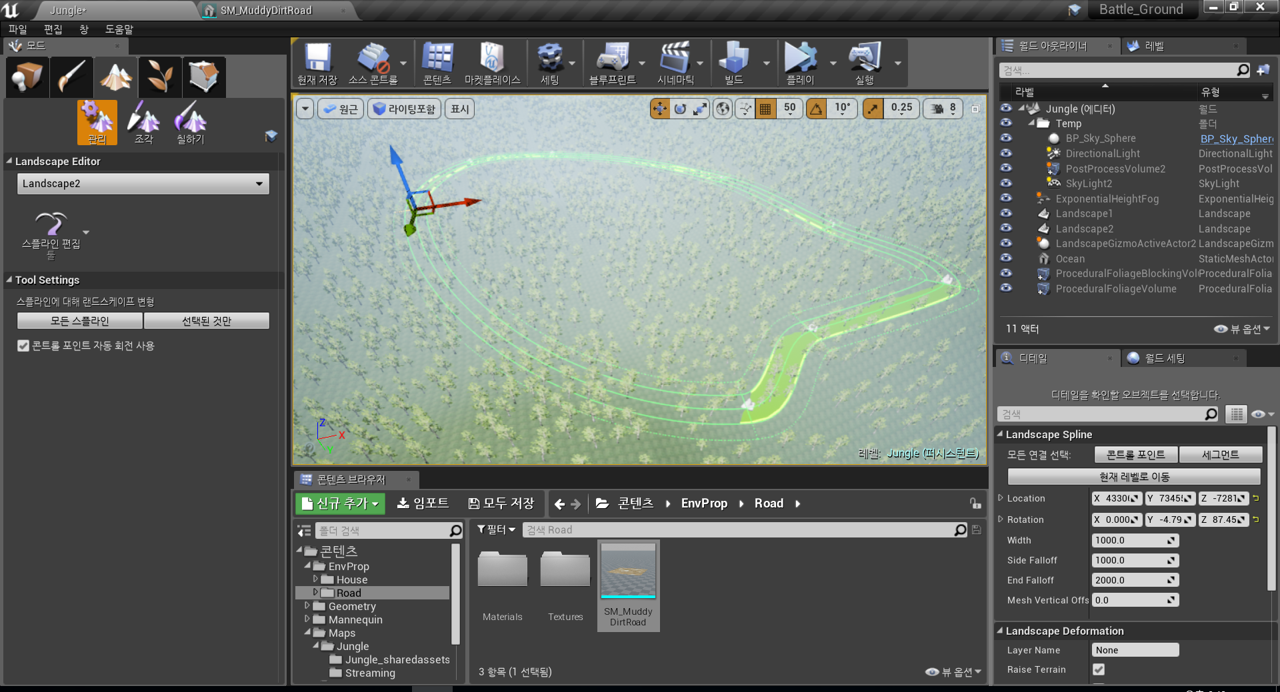 Jungle•
SM_MuddyDirtRoad
Battle_Ground
파일 편집 창 도움말
모드
관리 조각 칠하기
Landscape Editor
Landscape2
스플라인 편집
툴
Tool Settings
스플라인에 대해 랜드스케이프 변형
모든 스플라인 선택된 것만
콘트롤 포인트 자동 회전 사용
현재 저장 소스 콘트롤 콘텐츠 마켓플레이스 세팅 블루프린트 시네마틱 빌드 플레이 실행
원근 라이팅포함 표시
50 10° 0.25 8
Z
X
레벨: Jungle (퍼시스턴트)
콘텐츠 브라우저
신규 추가 임포트 모두 저장 콘텐츠 EnvProp Road
폴더 검색
필터 검색 Road
콘텐츠
EnvProp
House
Road
Geometry
Mannequin
Maps
Jungle
Jungle_sharedassets
Streaming
Materials
Textures
SM_Muddy
DirtRoad
3 항목 (1 선택됨)
뷰 옵션
월드 아웃라이너 레벨
검색...
라벨 유형
Jungle (에디터) 월드
Temp 폴더
BP_Sky_Sphere BP_Sky_Spher
DirectionalLight DirectionalLight
PostProcessVolume2 PostProcessVol
SkyLight2 SkyLight
ExponentialHeightFog ExponentialHeig
Landscape1 Landscape
Landscape2 Landscape
LandscapeGizmoActiveActor2 LandscapeGizm
Ocean StaticMeshActo
ProceduralFoliageBlockingVolu ProceduralFolia
ProceduralFoliageVolume ProceduralFolia
11 액터
뷰 옵션
디테일 월드 세팅
디테일을 확인할 오브젝트를 선택합니다.
검색
Landscape Spline
모든 연결 선택: 콘트롤 포인트 세그먼트
현재 레벨로 이동
Location X 4330 Y 7345 Z -7281
Rotation X 0.000 Y -4.79 Z 87.45
Width 1000.0
Side Falloff 1000.0
End Falloff 2000.0
Mesh Vertical Offs 0.0
Landscape Deformation
Layer Name None
Raise Terrain